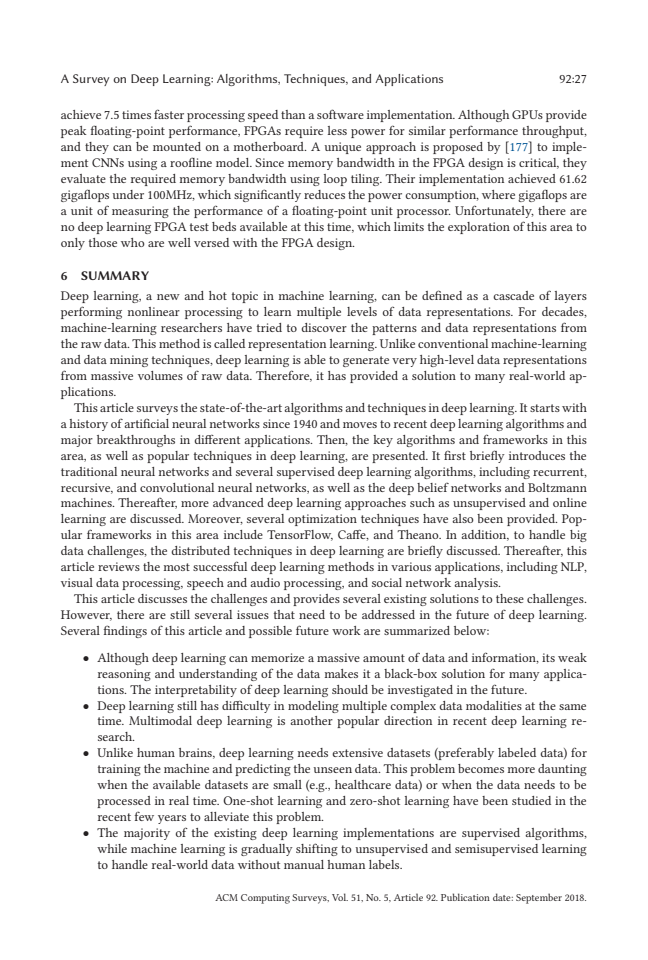 A Survey on Deep Learning: Algorithms, Techniques, and Applications 92:27
achieve 7.5 times faster processing speed than a software implementation. Although GPUs provide
peak floating-point performance, FPGAs require less power for similar performance throughput,
and they can be mounted on a motherboard. A unique approach is proposed by [177] to imple-
ment CNNs using a roofline model. Since memory bandwidth in the FPGA design is critical, they
evaluate the required memory bandwidth using loop tiling. Their implementation achieved 61.62
gigaflops under 100MHz, which significantly reduces the power consumption, where gigaflops are
a unit of measuring the performance of a floating-point unit processor. Unfortunately, there are
no deep learning FPGA test beds available at this time, which limits the exploration of this area to
only those who are well versed with the FPGA design.
6 SUMMARY
Deep learning, a new and hot topic in machine learning, can be defined as a cascade of layers
performing nonlinear processing to learn multiple levels of data representations. For decades,
machine-learning researchers have tried to discover the patterns and data representations from
the raw data. This method is called representation learning. Unlike conventional machine-learning
and data mining techniques, deep learning is able to generate very high-level data representations
from massive volumes of raw data. Therefore, it has provided a solution to many real-world ap-
plications.
This article surveys the state-of-the-art algorithms and techniques in deep learning. It starts with
a history of artificial neural networks since 1940 and moves to recent deep learning algorithms and
major breakthroughs in different applications. Then, the key algorithms and frameworks in this
area, as well as popular techniques in deep learning, are presented. It first briefly introduces the
traditional neural networks and several supervised deep learning algorithms, including recurrent,
recursive, and convolutional neural networks, as well as the deep belief networks and Boltzmann
machines. Thereafter, more advanced deep learning approaches such as unsupervised and online
learning are discussed. Moreover, several optimization techniques have also been provided. Pop-
ular frameworks in this area include TensorFlow, Caffe, and Theano. In addition, to handle big
data challenges, the distributed techniques in deep learning are briefly discussed. Thereafter, this
article reviews the most successful deep learning methods in various applications, including NLP,
visual data processing, speech and audio processing, and social network analysis.
This article discusses the challenges and provides several existing solutions to these challenges.
However, there are still several issues that need to be addressed in the future of deep learning.
Several findings of this article and possible future work are summarized below:
• Although deep learning can memorize a massive amount of data and information, its weak
reasoning and understanding of the data makes it a black-box solution for many applica-
tions. The interpretability of deep learning should be investigated in the future.
• Deep learning still has difficulty in modeling multiple complex data modalities at the same
time. Multimodal deep learning is another popular direction in recent deep learning re-
search.
• Unlike human brains, deep learning needs extensive datasets (preferably labeled data) for
training the machine and predicting the unseen data. This problem becomes more daunting
when the available datasets are small (e.g., healthcare data) or when the data needs to be
processed in real time. One-shot learning and zero-shot learning have been studied in the
recent few years to alleviate this problem.
• The majority of the existing deep learning implementations are supervised algorithms,
while machine learning is gradually shifting to unsupervised and semisupervised learning
to handle real-world data without manual human labels.
ACM Computing Surveys, Vol. 51, No. 5, Article 92. Publication date: September 2018.